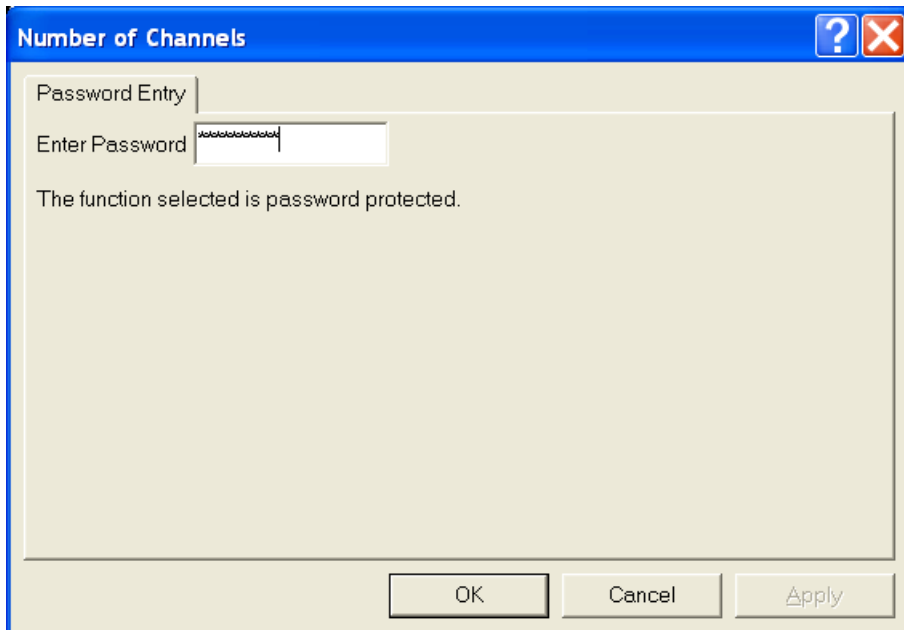 Number of Channels
Password Entry
Enter Password ***********
The function selected is password protected.
OK Cancel Apply